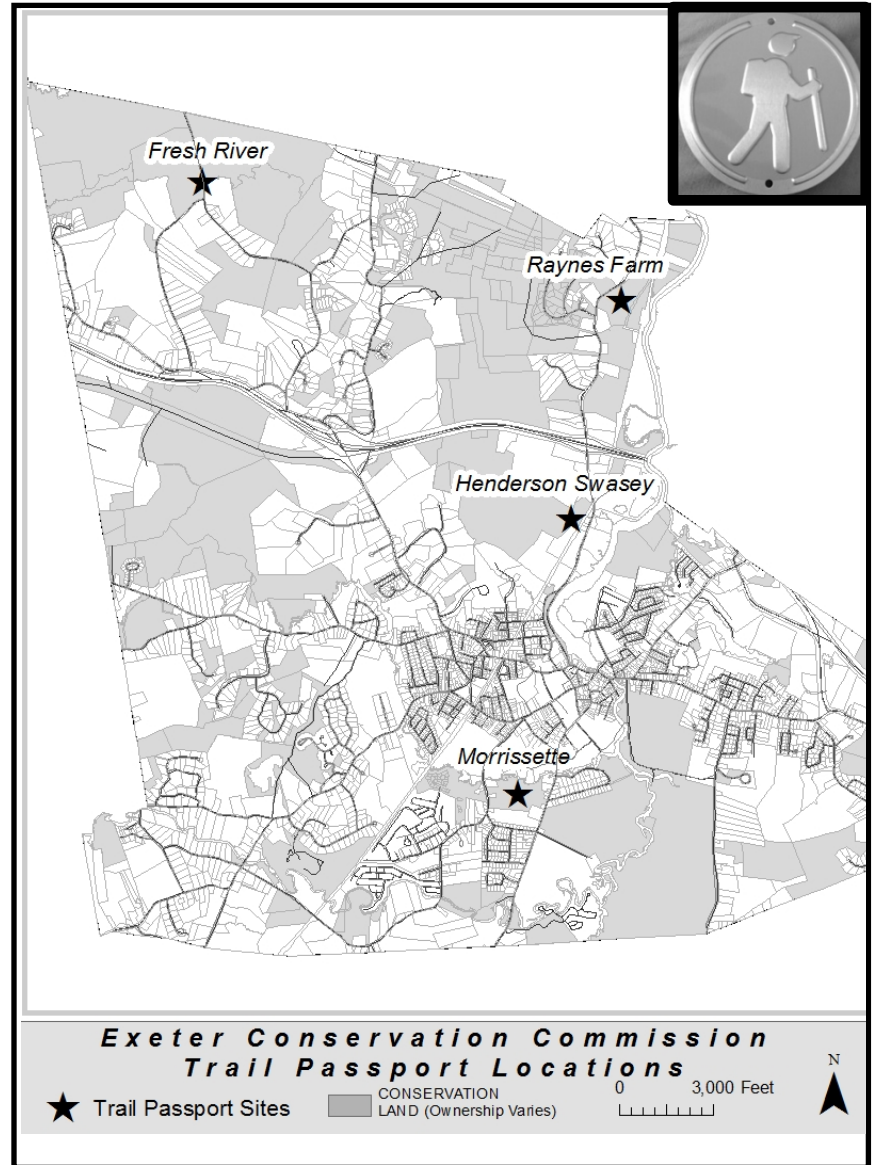 Fresh River
Raynes Farm
Henderson Swasey
Morrissette
Exeter Conservation Commission
Trail Passport Locations
Trail Passport Sites
CONSERVATION
LAND (Ownership Varies)
0 3,000 Feet
N